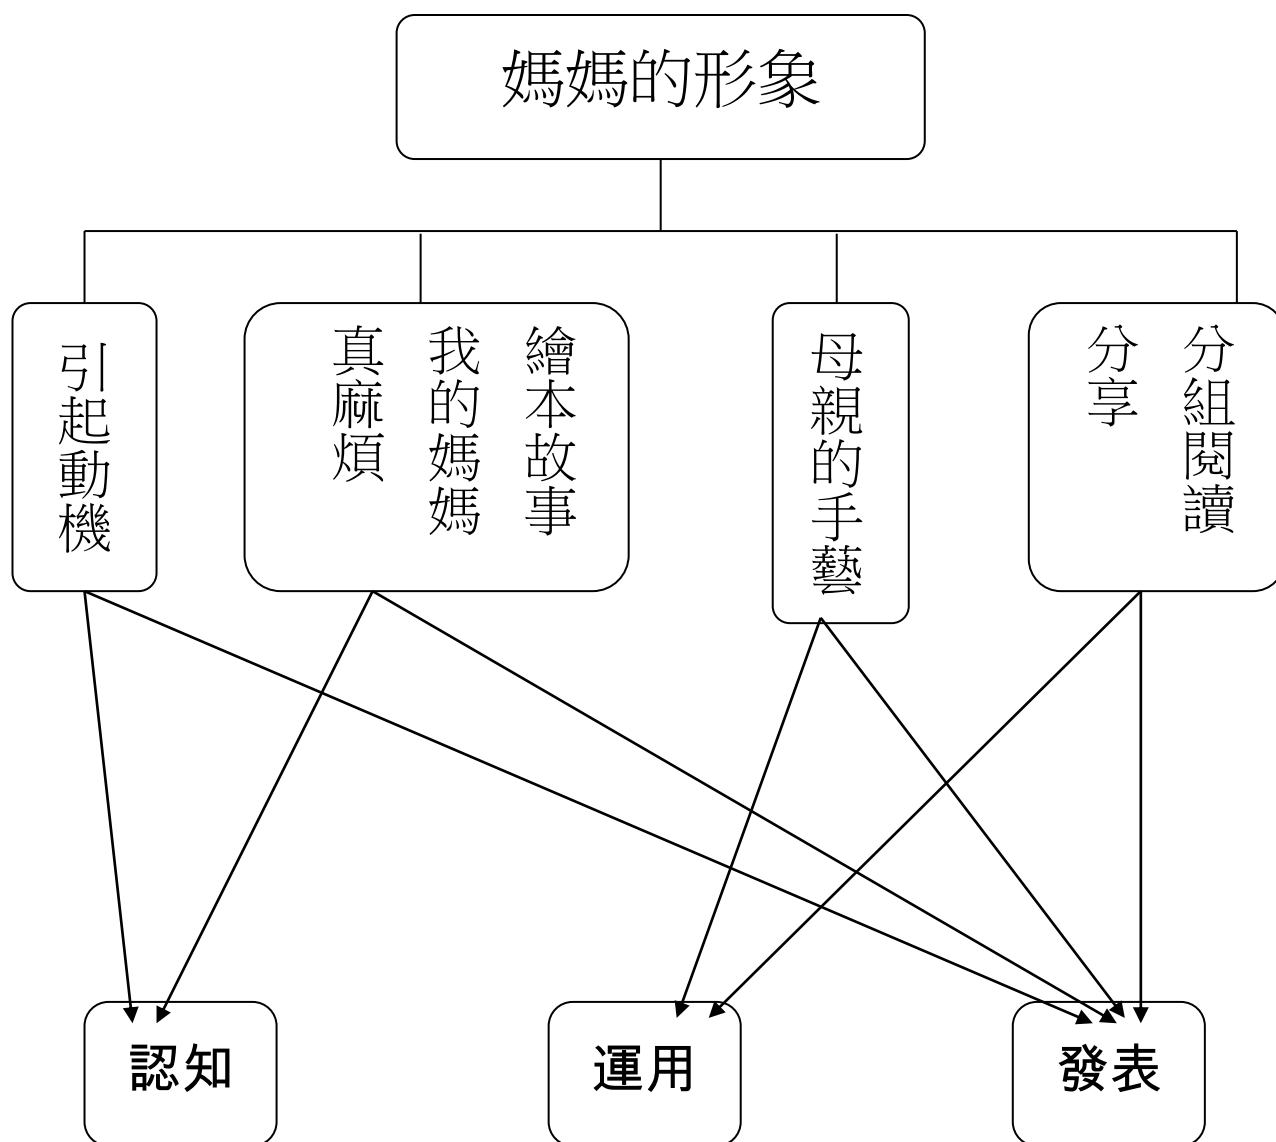 媽媽的形象
引起動機
繪本故事
我的媽媽
真麻煩
母親的手藝
分組閱讀
分享
認知
運用
發表